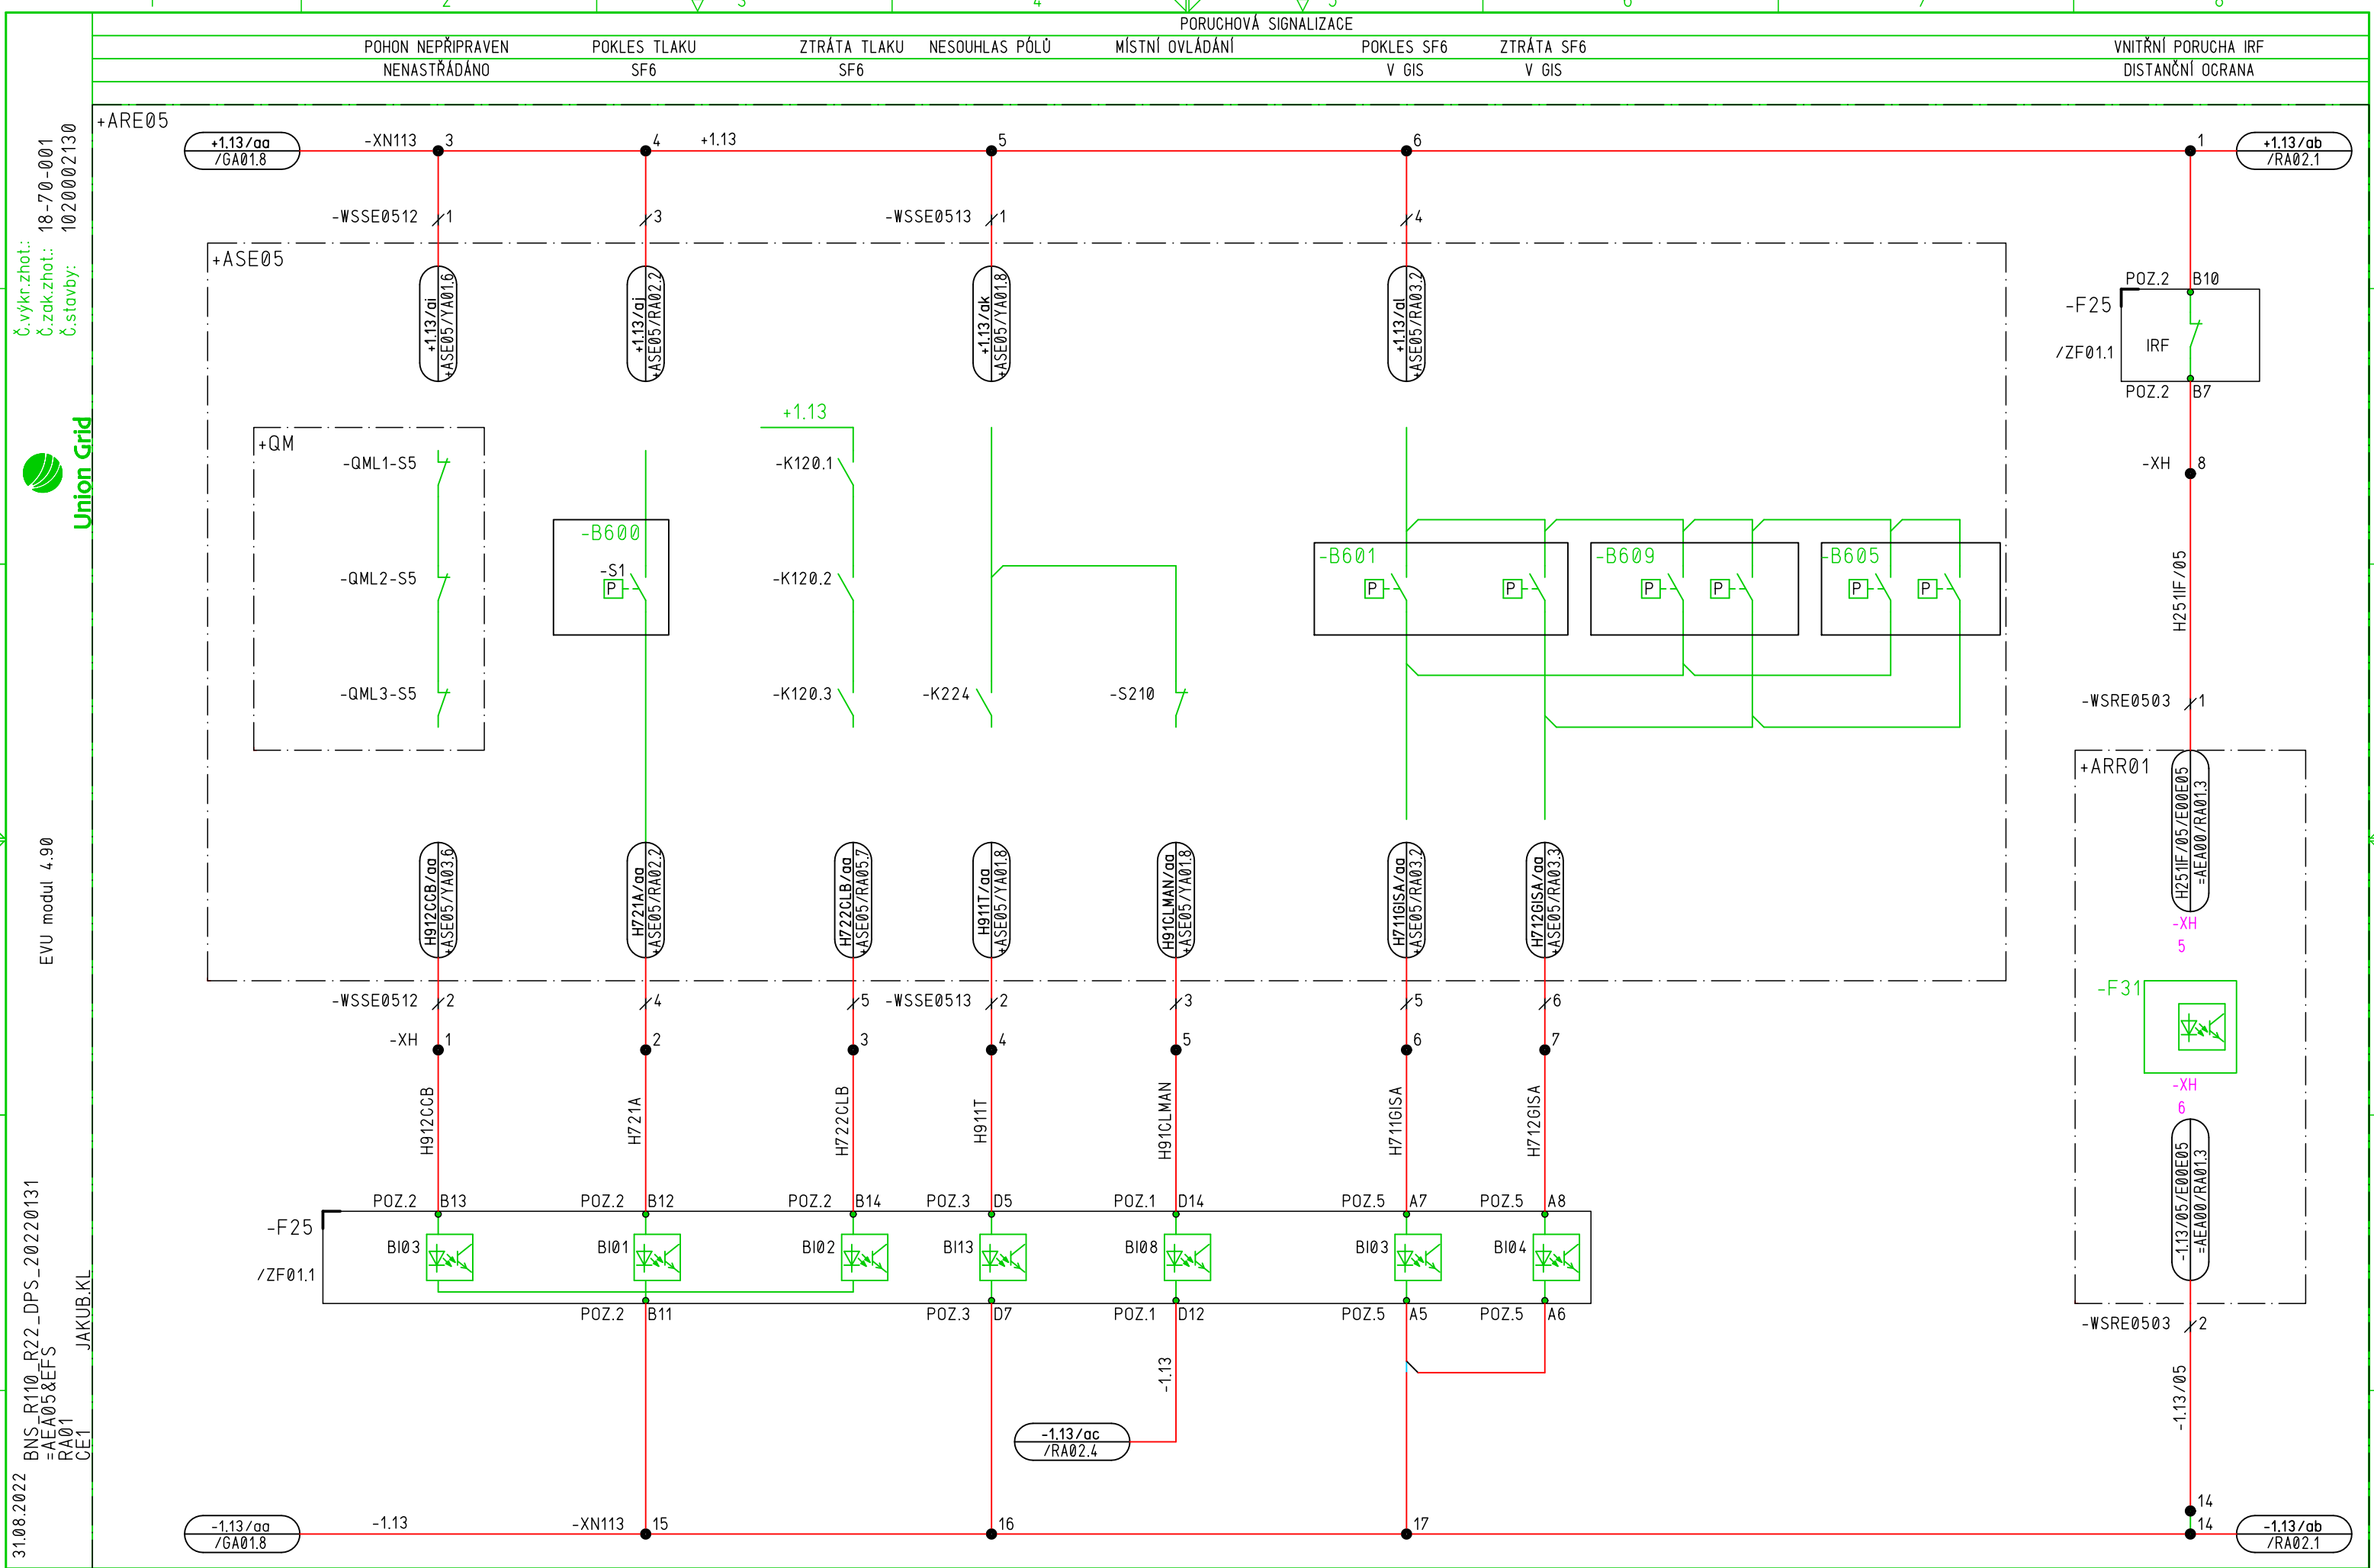 1 2 3 4 5 6 7 8
PORUCHOVÁ SIGNALIZACE
POHON NEPŘIPRAVEN POKLES TLAKU ZTRÁTA TLAKU NESOUHLAS PÓLŮ MÍSTNÍ OVLÁDÁNÍ POKLES SF6 ZTRÁTA SF6 VNITŘNÍ PORUCHA IRF
NENASTŘÁDÁNO SF6 SF6 V GIS V GIS DISTANČNÍ OCRANA
Č.výkr.zhot.:
Č.zak.zhot.: 18-70-001
Č.stavby: 1020002130
Union Grid
EVU modul 4.90
BNS_R110_R22_DPS_20220131
=AEA05&EFS
RA01
CE1 JAKUB.KL
31.08.2022
+ARE05
+1.13/aa
/GA01.8
-XN113 3 4 +1.13 5 6 1
+1.13/ab
/RA02.1
-WSSE0512 1 3 -WSSE0513 1 4
+ASE05
+1.13/ai
+ASE05/YA01.6
+1.13/aj
+ASE05/RA02.2
+1.13/ak
+ASE05/YA01.8
+1.13/al
+ASE05/RA03.2
POZ.2 B10
-F25
/ZF01.1 IRF
POZ.2 B7
+1.13
+QM
-QML1-S5 -K120.1
-XH 8
-B600
-S1
P
-QML2-S5 -K120.2
-B601 -B609 -B605
P P P P P P
H251IF/05
-QML3-S5 -K120.3 -K224 -S210
-WSRE0503 1
+ARR01
H251IF/05/E00E05
=AEA00/RA01.3
-XH
5
H912CCB/aa
+ASE05/YA03.6
H721A/aa
+ASE05/RA02.2
H722CLB/aa
+ASE05/RA05.7
H911T/aa
+ASE05/YA01.8
H91CLMAN/aa
+ASE05/YA01.8
H711GISA/aa
+ASE05/RA03.2
H712GISA/aa
+ASE05/RA03.3
-F31
-WSSE0512 2 4 5 -WSSE0513 2 3 5 6
-XH 1 2 3 4 5 6 7
-XH
6
H912CCB H721A H722CLB H911T H91CLMAN H711GISA H712GISA
-1.13/05/E00E05
=AEA00/RA01.3
POZ.2 B13 POZ.2 B12 POZ.2 B14 POZ.3 D5 POZ.1 D14 POZ.5 A7 POZ.5 A8
-F25
BI03 BI01 BI02 BI13 BI08 BI03 BI04
/ZF01.1
POZ.2 B11 POZ.3 D7 POZ.1 D12 POZ.5 A5 POZ.5 A6
-WSRE0503 2
-1.13
-1.13/05
-1.13/ac
/RA02.4
14
-1.13/aa
/GA01.8
-1.13 -XN113 15 16 17 14
-1.13/ab
/RA02.1